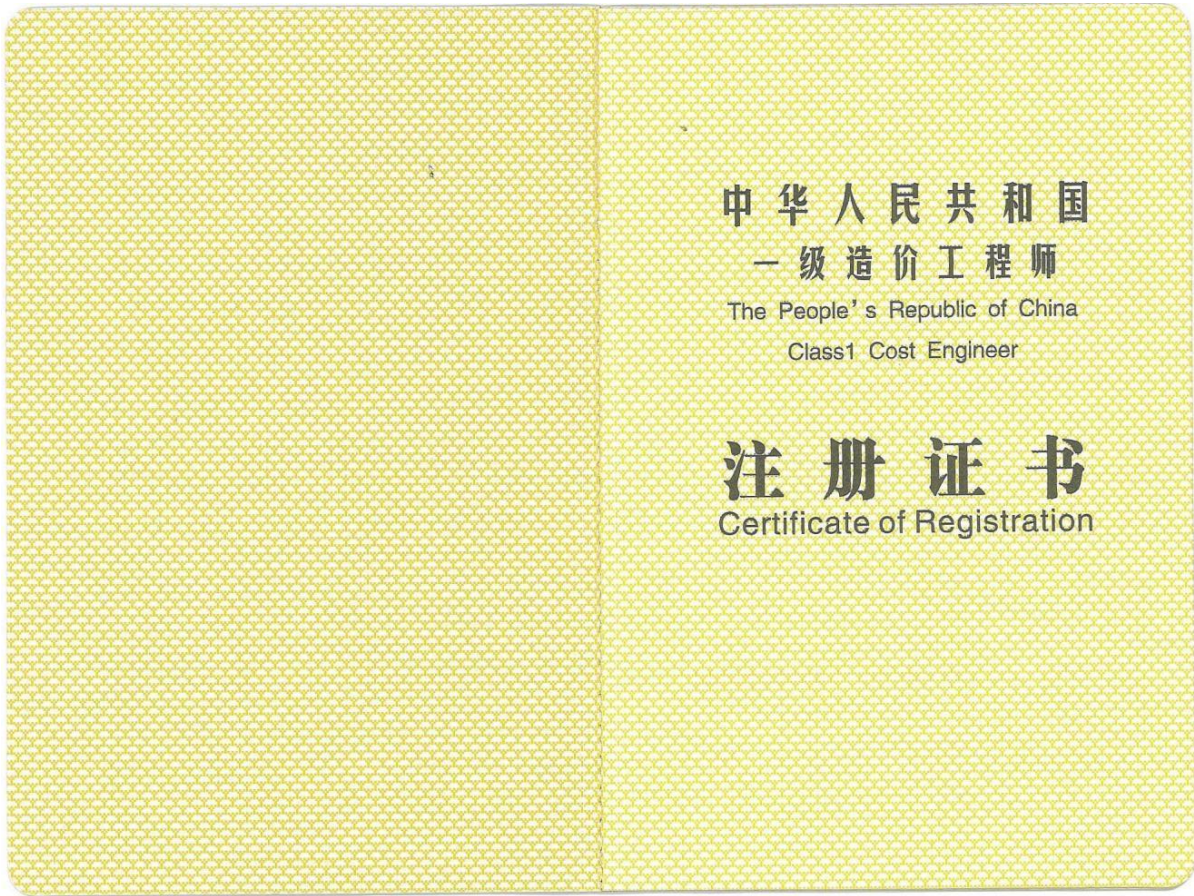 中华人民共和国
一级造价工程师
The People's Republic of China
Class1 Cost Engineer
注册证书
Certificate of Registration